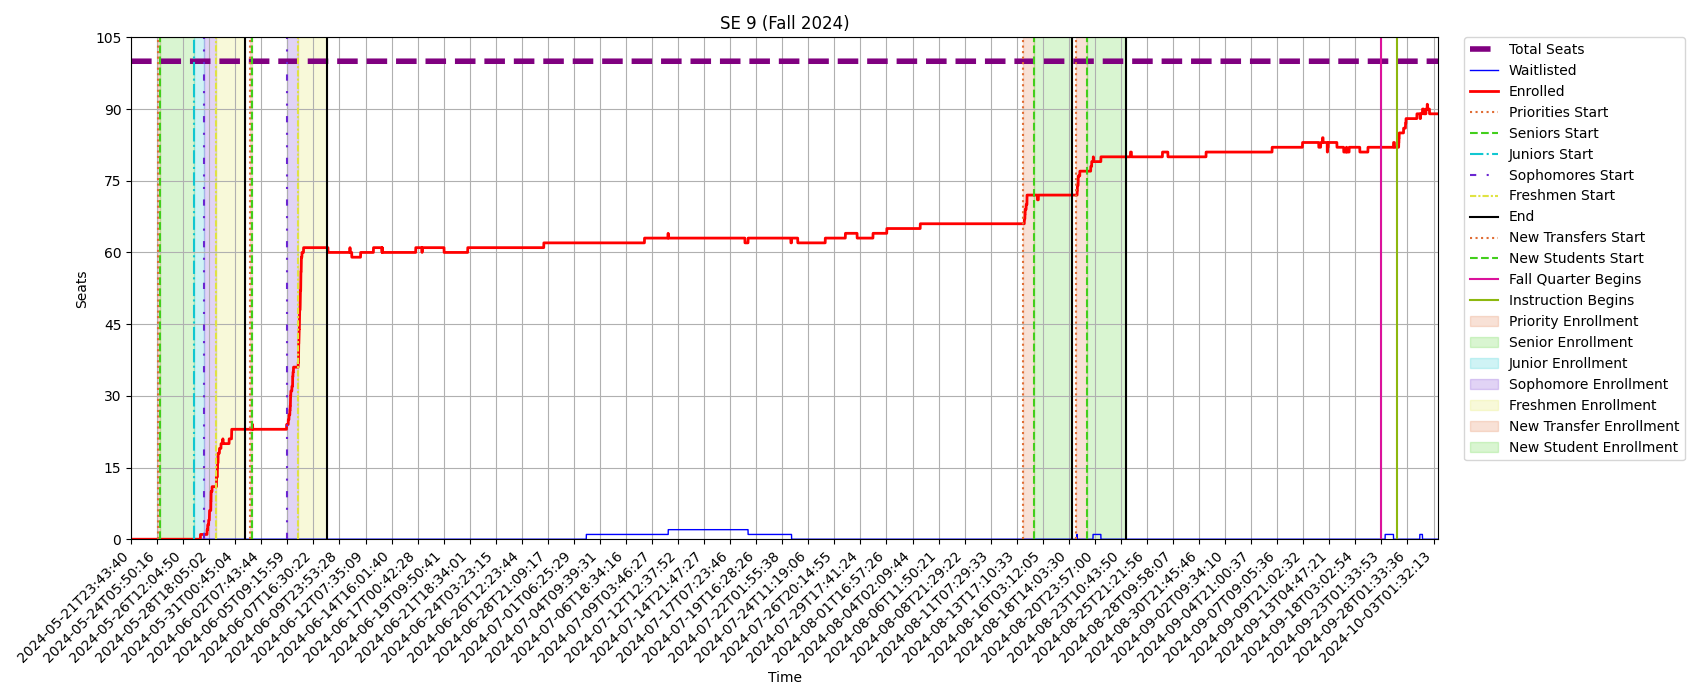 SE 9 (Fall 2024)
105
90
75
60
45
30
15
0
Seats
2024-05-21T23:43:40
2024-05-24T05:50:16
2024-05-26T12:04:50
2024-05-28T18:05:02
2024-05-31T00:45:04
2024-06-02T07:43:44
2024-06-05T09:15:59
2024-06-07T16:30:22
2024-06-09T23:53:28
2024-06-12T07:35:09
2024-06-14T16:01:40
2024-06-17T00:42:28
2024-06-19T09:50:41
2024-06-21T18:34:01
2024-06-24T03:23:15
2024-06-26T12:23:44
2024-06-28T21:09:17
2024-07-01T06:25:29
2024-07-04T09:39:31
2024-07-06T18:34:16
2024-07-09T03:46:27
2024-07-12T12:37:52
2024-07-14T21:47:27
2024-07-17T07:23:46
2024-07-19T16:28:26
2024-07-22T01:55:38
2024-07-24T11:19:06
2024-07-26T20:14:55
2024-07-29T17:41:24
2024-08-01T16:57:26
2024-08-04T02:09:44
2024-08-06T11:50:21
2024-08-08T21:29:22
2024-08-11T07:29:33
2024-08-13T17:10:33
2024-08-16T03:12:05
2024-08-18T14:03:30
2024-08-20T23:57:00
2024-08-23T10:43:50
2024-08-25T21:21:56
2024-08-28T09:58:07
2024-08-30T21:45:46
2024-09-02T09:34:10
2024-09-04T21:00:37
2024-09-07T09:05:36
2024-09-09T21:02:32
2024-09-13T04:47:21
2024-09-18T03:02:54
2024-09-23T01:33:53
2024-09-28T01:33:36
2024-10-03T01:32:13
Time
Total Seats
Waitlisted
Enrolled
Priorities Start
Seniors Start
Juniors Start
Sophomores Start
Freshmen Start
End
New Transfers Start
New Students Start
Fall Quarter Begins
Instruction Begins
Priority Enrollment
Senior Enrollment
Junior Enrollment
Sophomore Enrollment
Freshmen Enrollment
New Transfer Enrollment
New Student Enrollment